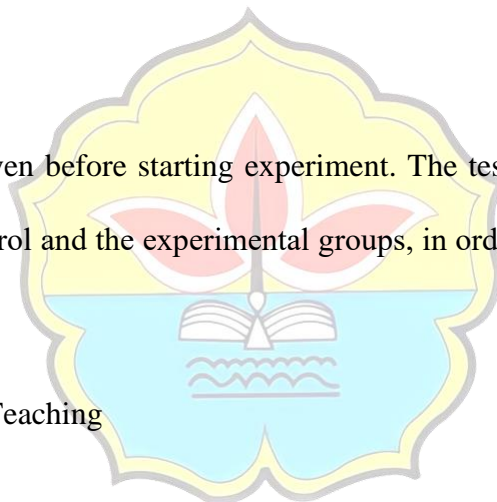 ven before starting experiment. The tes
rol and the experimental groups, in ord
Teaching